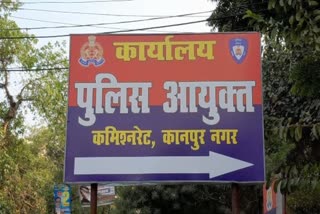 कार्यालय
पुलिस आयुक्त
कमिश्नरेट, कानपुर नगर